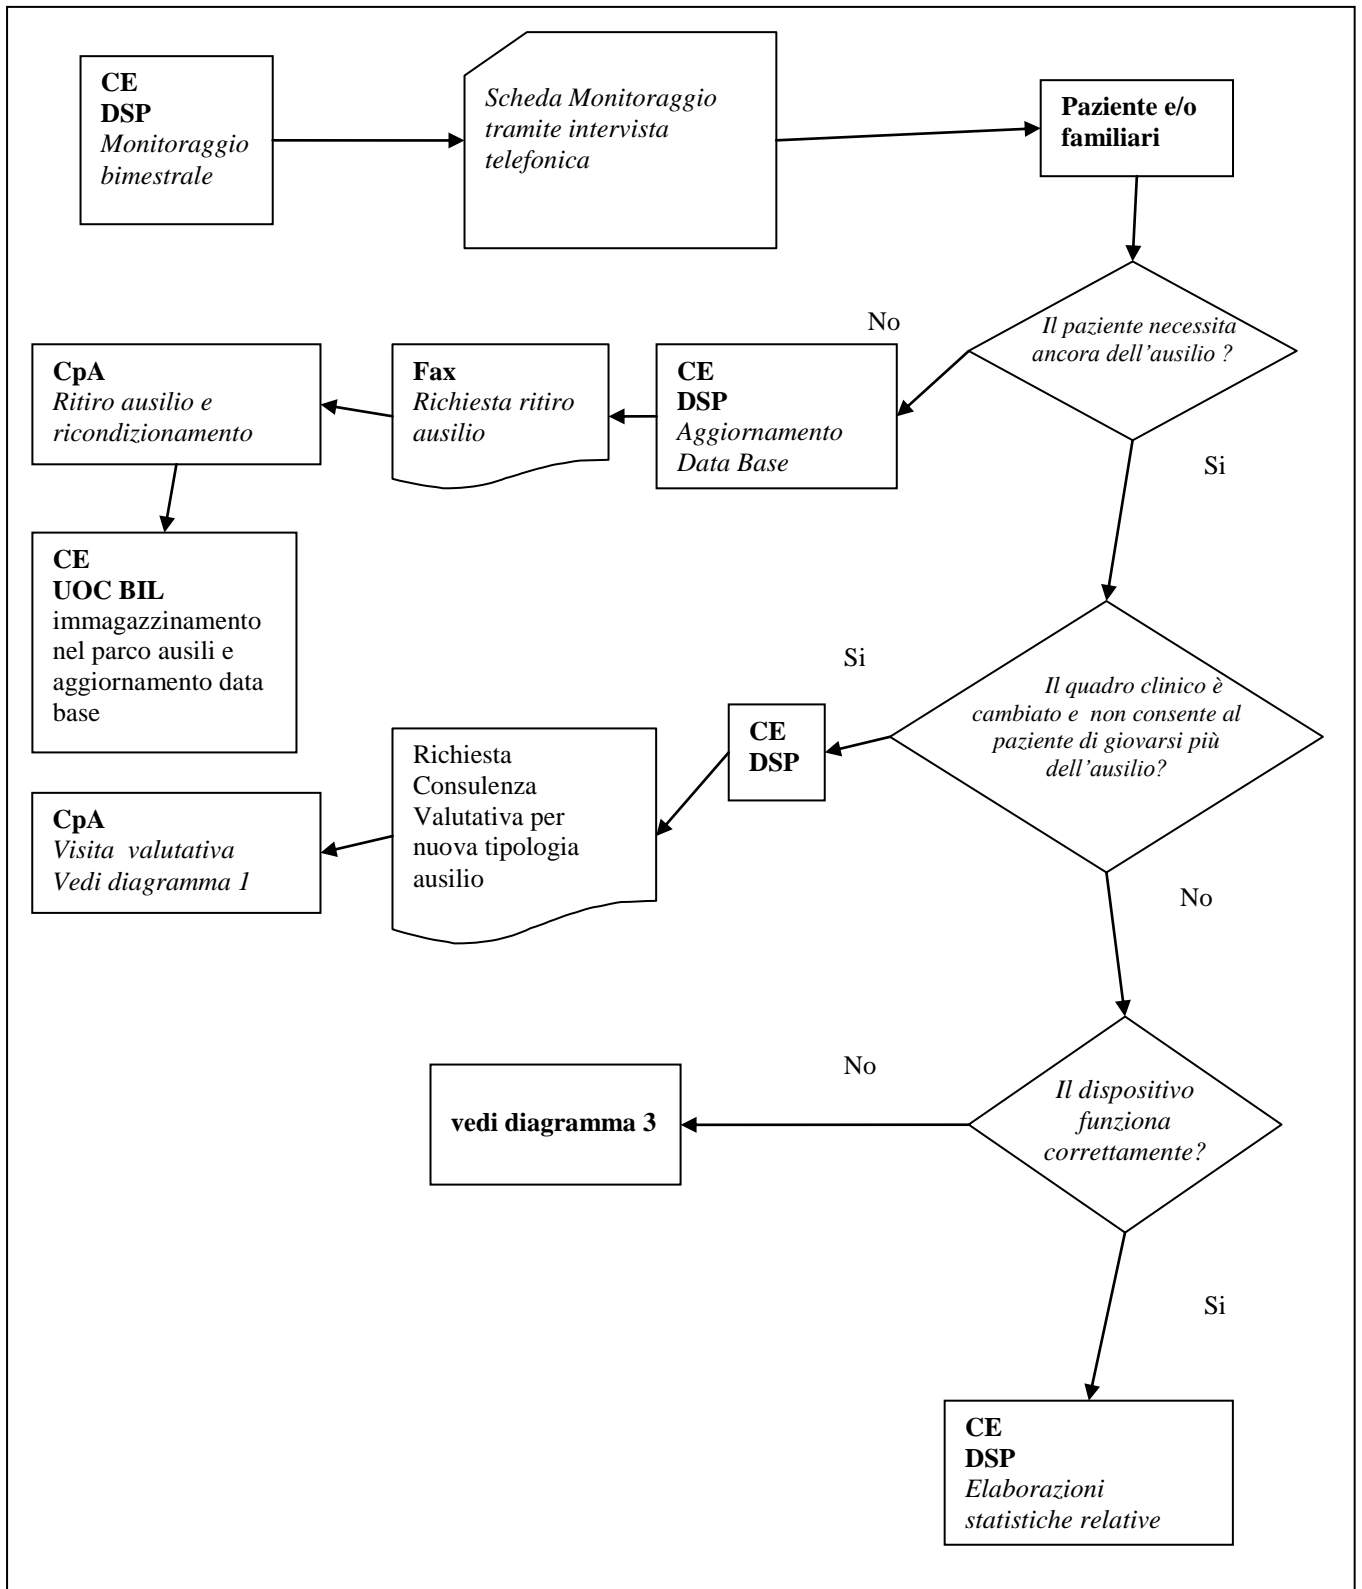 CE
DSP
Monitoraggio
bimestrale
Scheda Monitoraggio
tramite intervista
telefonica
Paziente e/o
familiari
Il paziente necessita
ancora dell’ausilio ?
No
Si
CE
DSP
Aggiornamento
Data Base
Fax
Richiesta ritiro
ausilio
CpA
Ritiro ausilio e
ricondizionamento
CE
UOC BIL
immagazzinamento
nel parco ausili e
aggiornamento data
base
Il quadro clinico è
cambiato e non consente al
paziente di giovarsi più
dell’ausilio?
Si
No
CE
DSP
Richiesta
Consulenza
Valutativa per
nuova tipologia
ausilio
CpA
Visita valutativa
Vedi diagramma 1
Il dispositivo
funziona
correttamente?
No
Si
vedi diagramma 3
CE
DSP
Elaborazioni
statistiche relative